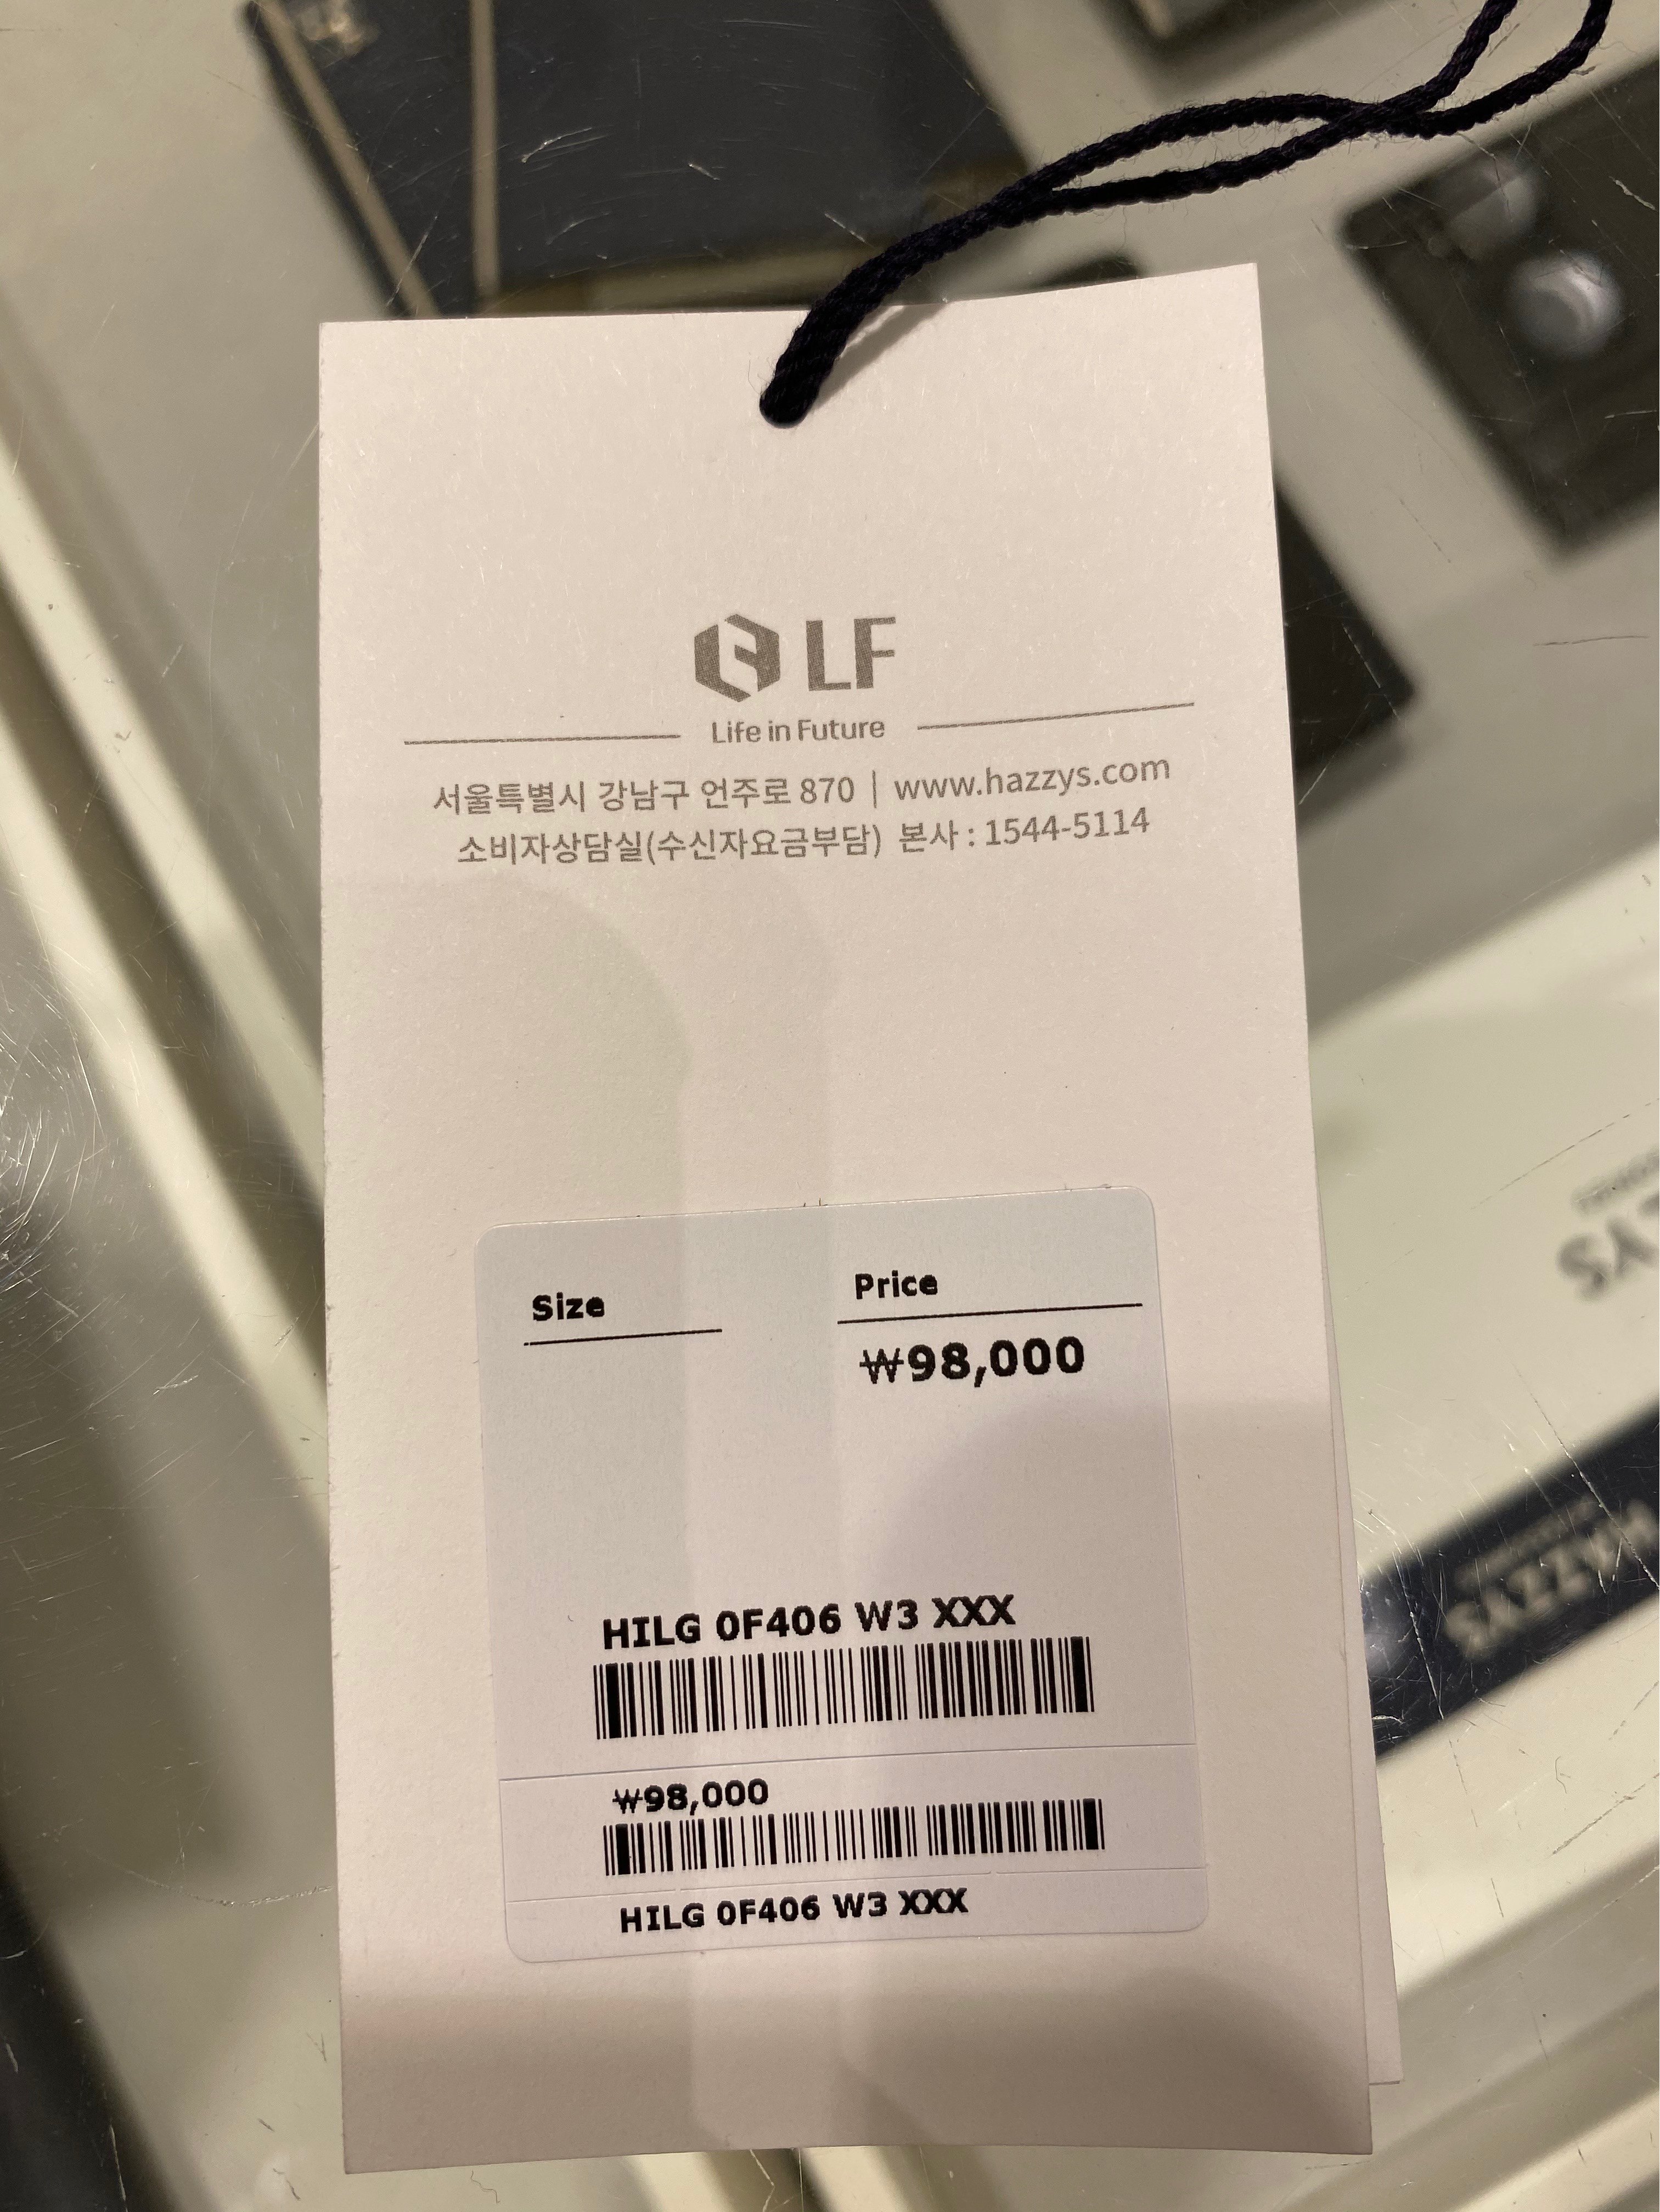 LF
Life in Future
서울특별시 강남구 언주로 870 | www.hazzys.com
소비자상담실(수신자요금부담) 본사 : 1544-5114
Size
Price
₩98,000
HILG 0F406 W3 XXX
₩98,000
HILG 0F406 W3 XXX
HAZZYS